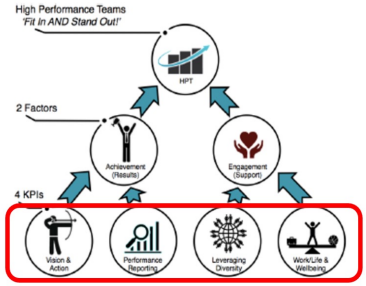 High Performance Teams
'Fit In AND Stand Out!'
HPT
2 Factors
Achievement
(Results)
Engagement
(Support)
4 KPIs
Vision &
Action
Performance
Reporting
Leveraging
Diversity
Work/Life &
Wellbeing